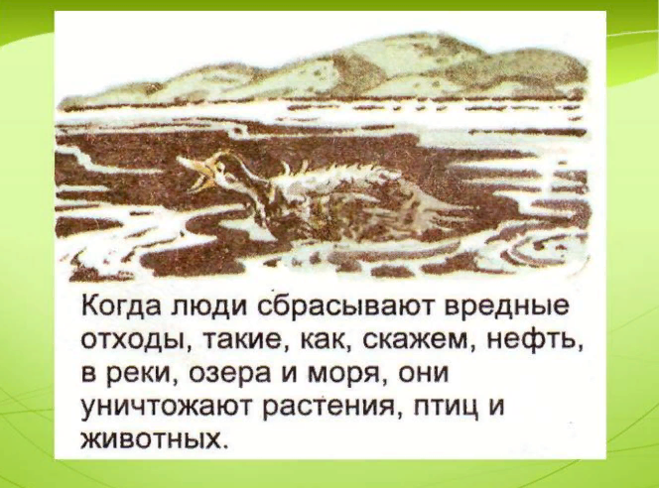 Когда люди сбрасывают вредные
отходы, такие, как, скажем, нефть,
в реки, озера и моря, они
уничтожают растения, птиц и
животных.